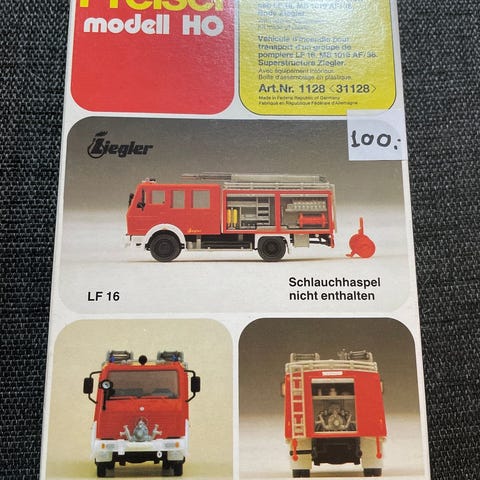 Preiser
modell HO
Body Ziegler
Véhicule d'incendie pour
transport d'un groupe de
pompiers LF 16. MB 1019 AF/36.
Superstructure Ziegler.
Avec équipement intérieur.
Boîte d'assemblage en plastique.
Art.Nr. 1128 <31128>
Made in Federal Republic of Germany
Fabriqué en République Fédérale d'Allemagne
100.-
Ziegler
LF 16
Schlauchhaspel
nicht enthalten